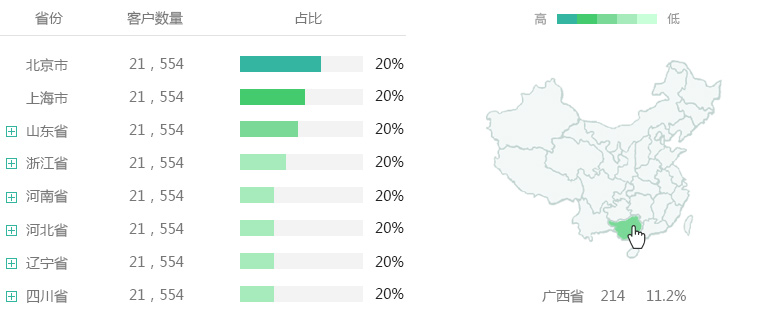 省份 客户数量 占比
北京市 21，554 20%
上海市 21，554 20%
山东省 21，554 20%
浙江省 21，554 20%
河南省 21，554 20%
河北省 21，554 20%
辽宁省 21，554 20%
四川省 21，554 20%
高 低
广西省 214 11.2%